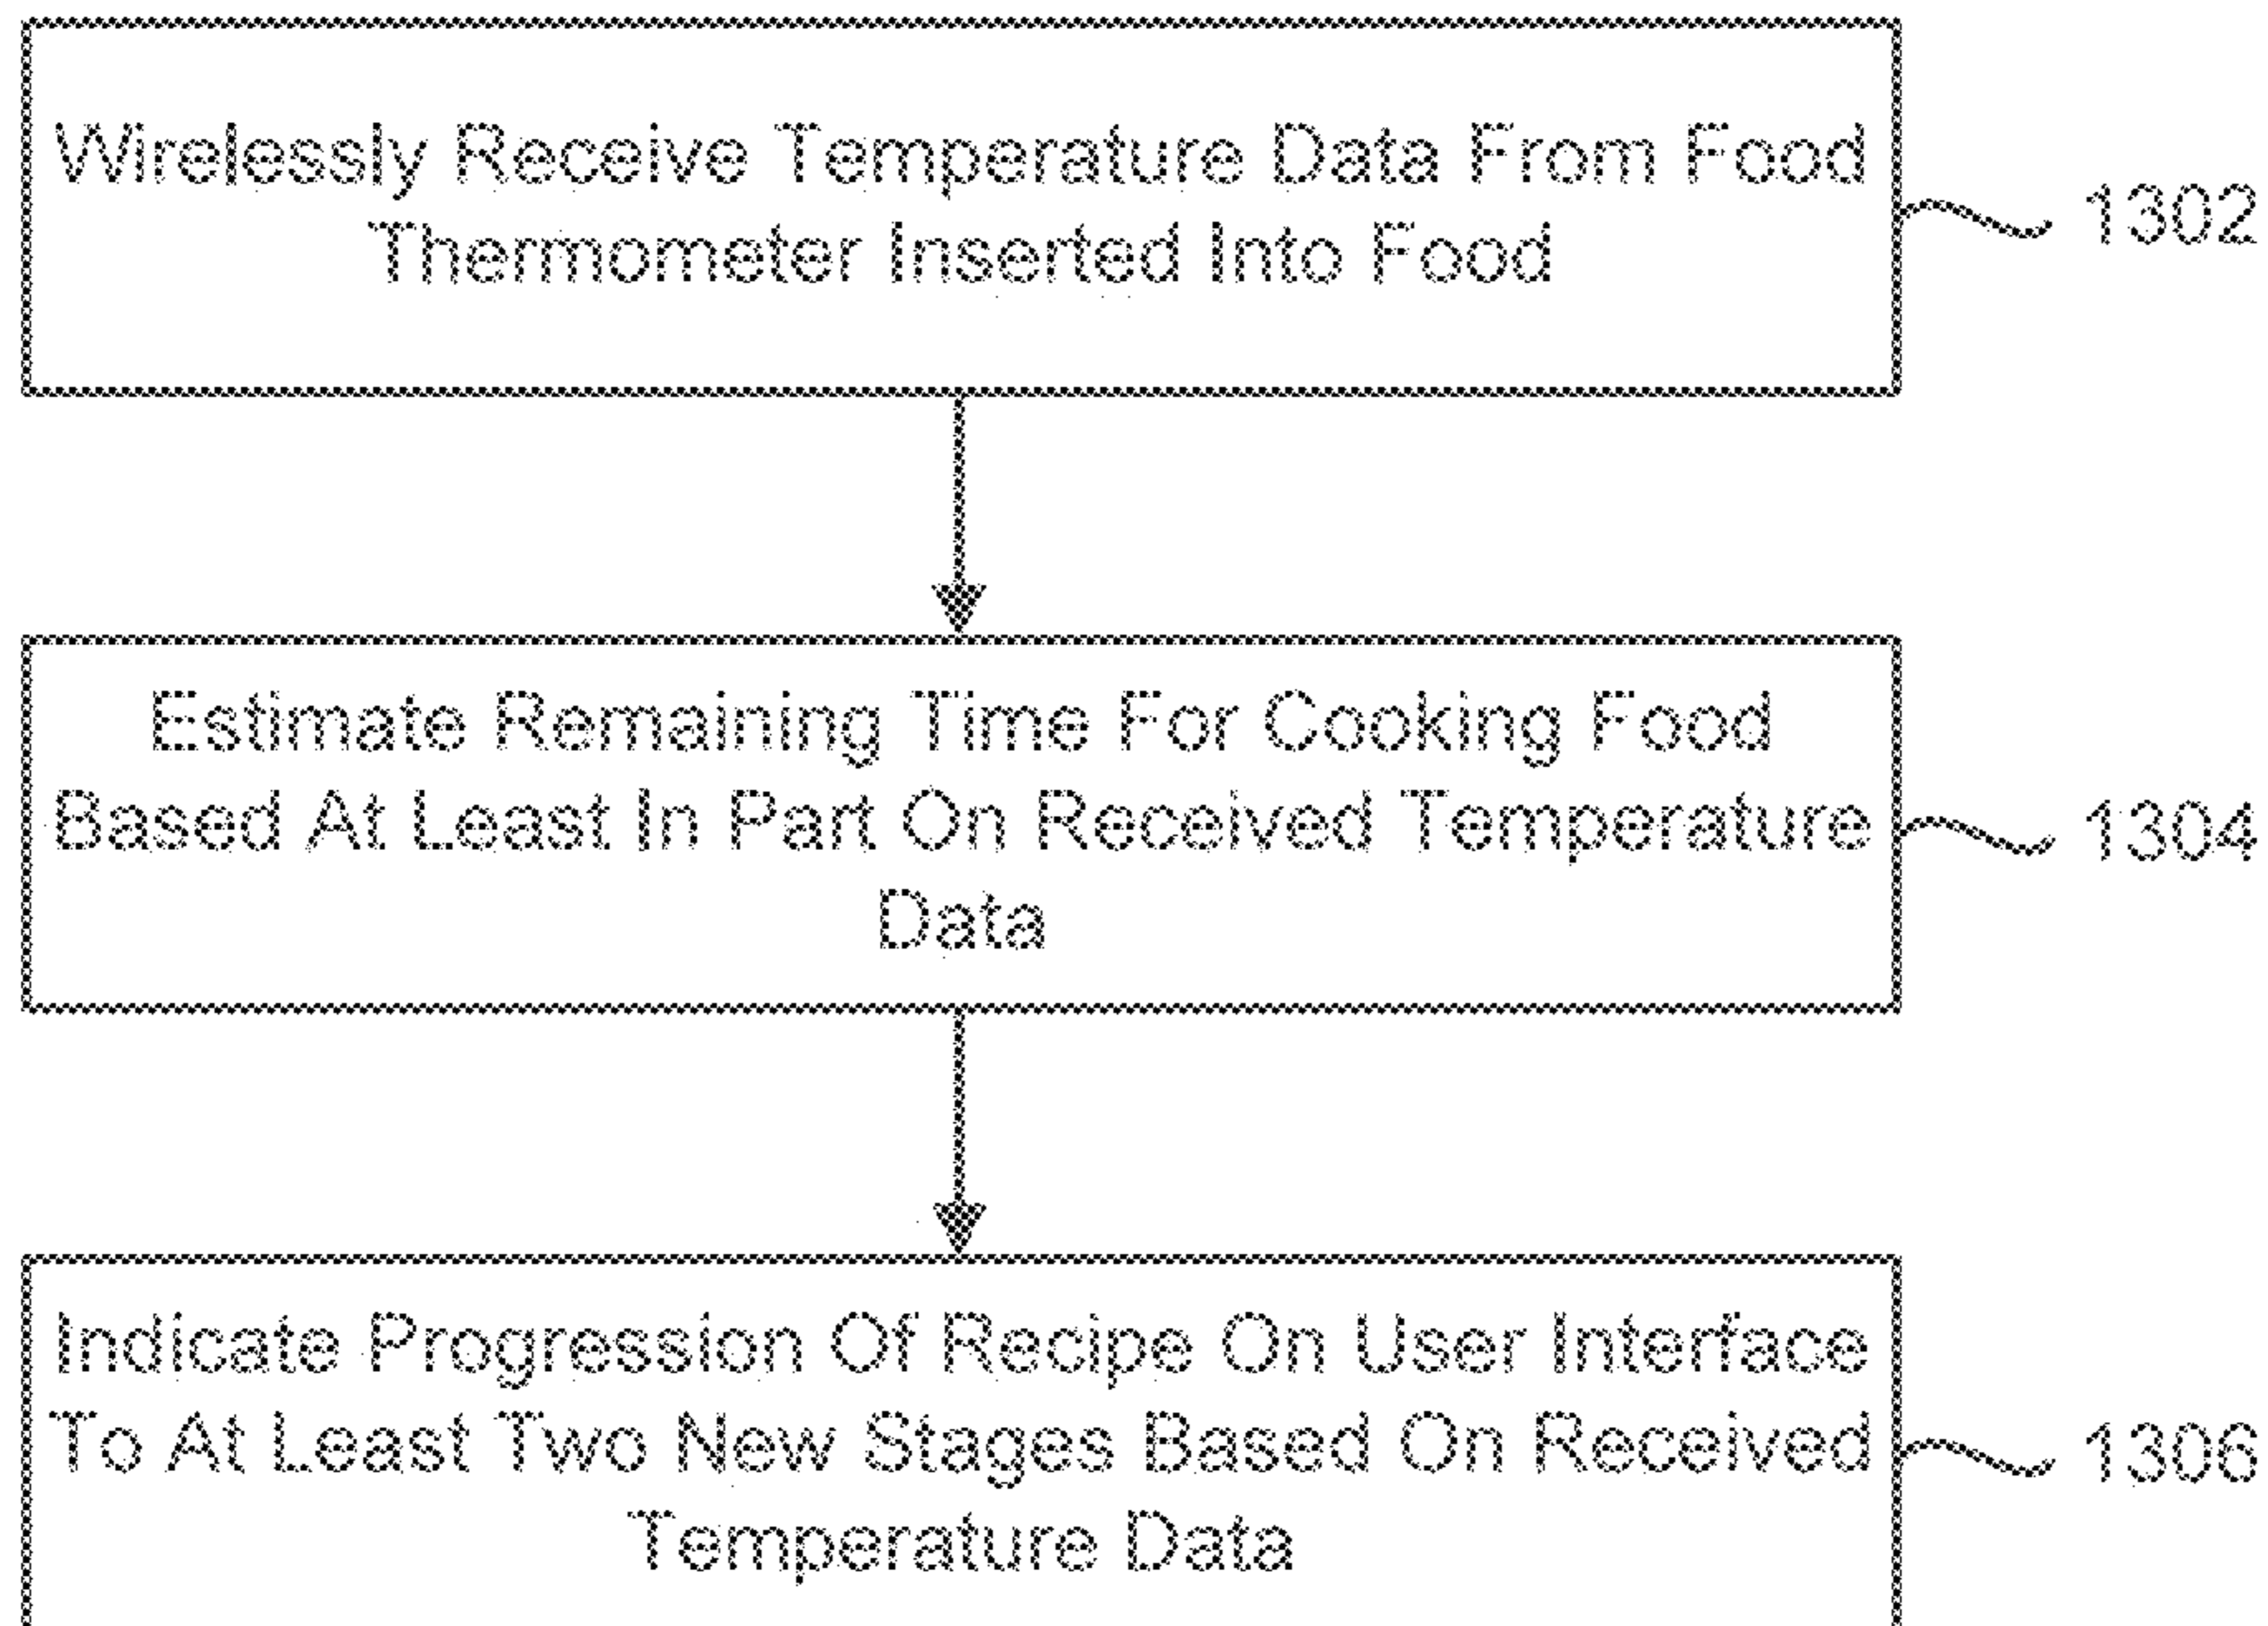 Wirelessly Receive Temperature Data From Food
Thermometer Inserted Into Food
1302
Estimate Remaining Time For Cooking Food
Based At Least In Part On Received Temperature
Data
1304
Indicate Progression Of Recipe On User Interface
To At Least Two New Stages Based On Received
Temperature Data
1306